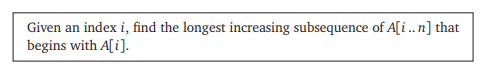 Given an index i, find the longest increasing subsequence of A[i .. n] that
begins with A[i].